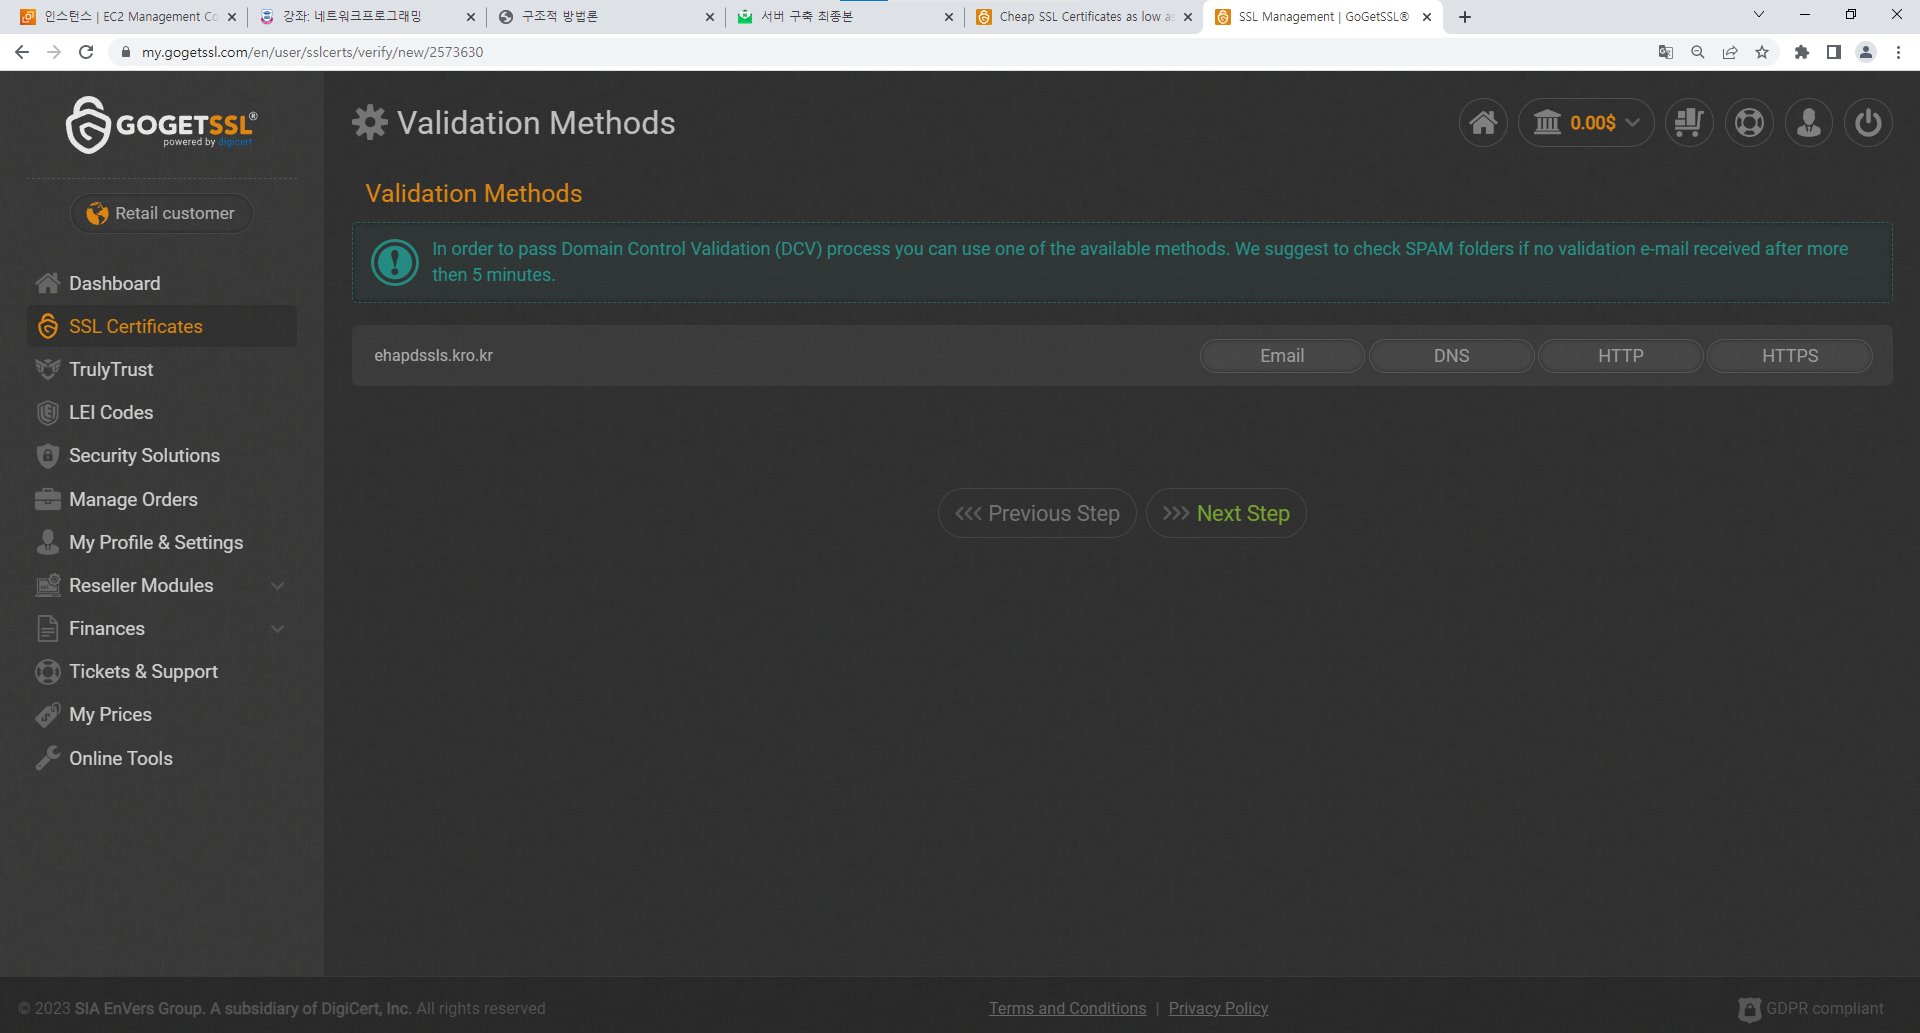 인스턴스 | EC2 Management Co
강좌: 네트워크프로그래밍
구조적 방법론
서버 구축 최종본
Cheap SSL Certificates as low as
SSL Management | GoGetSSL®
my.gogetssl.com/en/user/sslcerts/verify/new/2573630
GOGETSSL®
powered by digicert
Validation Methods
0.00$
Retail customer
Dashboard
SSL Certificates
TrulyTrust
LEI Codes
Security Solutions
Manage Orders
My Profile & Settings
Reseller Modules
Finances
Tickets & Support
My Prices
Online Tools
Validation Methods
In order to pass Domain Control Validation (DCV) process you can use one of the available methods. We suggest to check SPAM folders if no validation e-mail received after more
then 5 minutes.
ehapdssls.kro.kr
Email
DNS
HTTP
HTTPS
Previous Step
Next Step
© 2023 SIA EnVers Group. A subsidiary of DigiCert, Inc. All rights reserved
Terms and Conditions | Privacy Policy
GDPR compliant